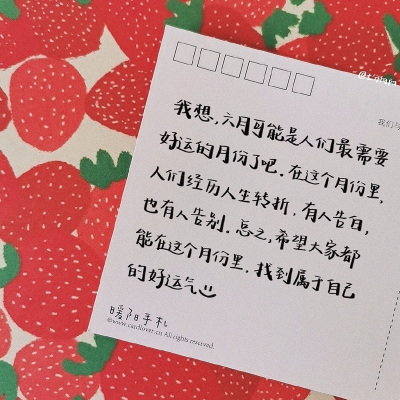 我们与
我想，六月可能是人们最需要
好运的月份了吧。在这个月份里，
人们经历人生转折，有人告白，
也有人告别。总之，希望大家都
能在这个月份里，找到属于自己
的好运气
暖阳手札
©www.cardlover.cn All rights reserved.